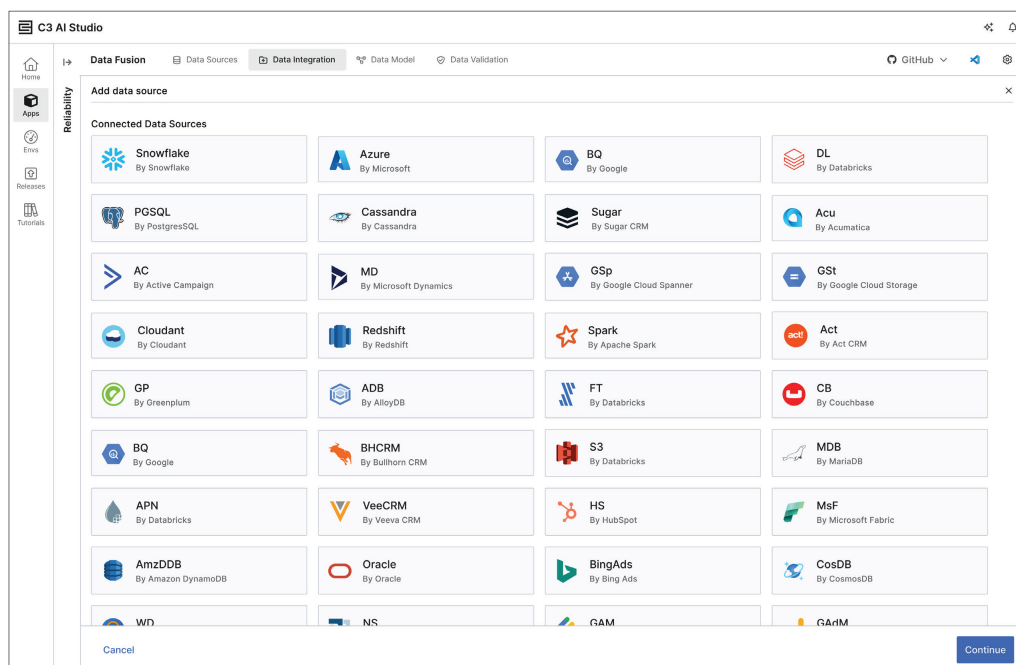 C3 AI Studio
Home
Apps
Envs
Releases
Tutorials
Reliability
Data Fusion Data Sources Data Integration Data Model Data Validation GitHub
Add data source
Connected Data Sources
Snowflake
By Snowflake
Azure
By Microsoft
BQ
By Google
DL
By Databricks
PGSQL
By PostgresSQL
Cassandra
By Cassandra
Sugar
By Sugar CRM
Acu
By Acumatica
AC
By Active Campaign
MD
By Microsoft Dynamics
GSp
By Google Cloud Spanner
GSt
By Google Cloud Storage
Cloudant
By Cloudant
Redshift
By Redshift
Spark
By Apache Spark
act!
Act
By Act CRM
GP
By Greenplum
ADB
By AlloyDB
FT
By Databricks
CB
By Couchbase
BQ
By Google
BHCRM
By Bullhorn CRM
S3
By Databricks
MDB
By MariaDB
APN
By Databricks
VeeCRM
By Veeva CRM
HS
By HubSpot
MsF
By Microsoft Fabric
AmzDDB
By Amazon DynamoDB
Oracle
By Oracle
BingAds
By Bing Ads
CosDB
By CosmosDB
WD
NS
GAM
GAdM
Cancel
Continue